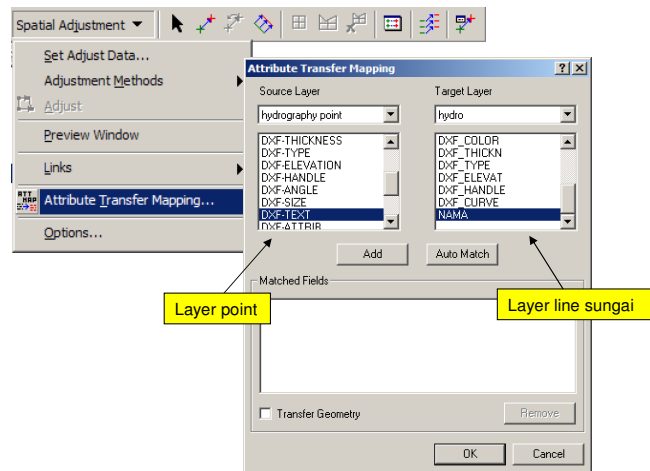 Spatial Adjustment
Set Adjust Data...
Adjustment Methods
Adjust
Preview Window
Links
ATT
MAP
Attribute Transfer Mapping...
Options...
Attribute Transfer Mapping
Source Layer
Target Layer
hydrography point
hydro
DXF-THICKNESS
DXF-TYPE
DXF-ELEVATION
DXF-HANDLE
DXF-ANGLE
DXF-SIZE
DXF-TEXT
DXF-ATTRIB
DXF_COLOR
DXF_THICKN
DXF_TYPE
DXF_ELEVAT
DXF_HANDLE
DXF_CURVE
NAMA
Add
Auto Match
Matched Fields
Layer point
Layer line sungai
Transfer Geometry
Remove
OK
Cancel